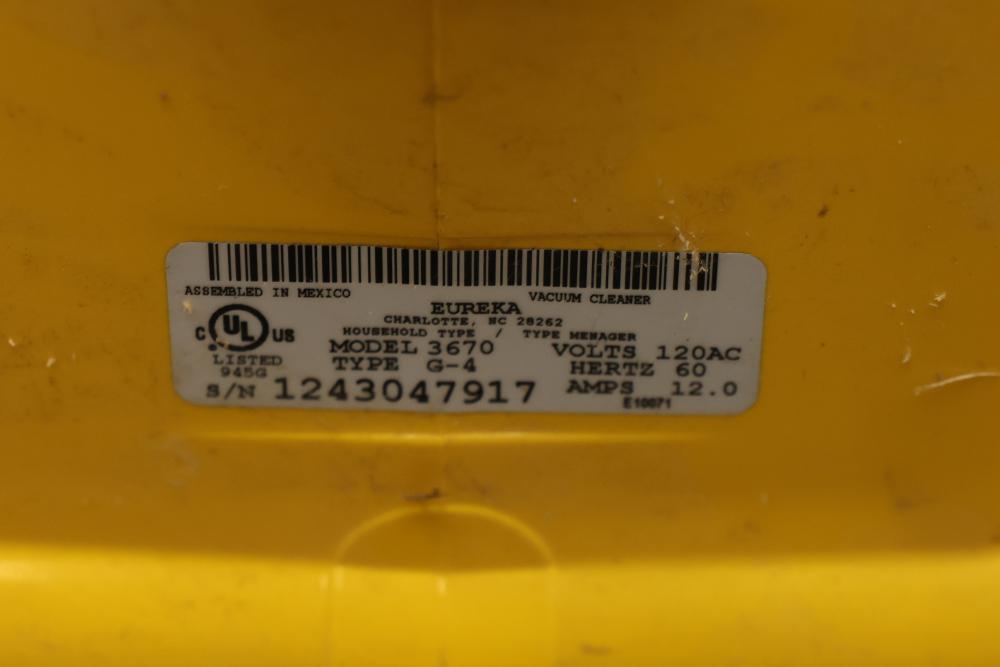 ASSEMBLED IN MEXICO VACUUM CLEANER
EUREKA
CHARLOTTE, NC 28262
HOUSEHOLD TYPE / TYPE MENAGER
C UL US
LISTED
945G
MODEL 3670 VOLTS 120AC
TYPE G-4 HERTZ 60
S/N 1243047917 AMPS 12.0
E10071